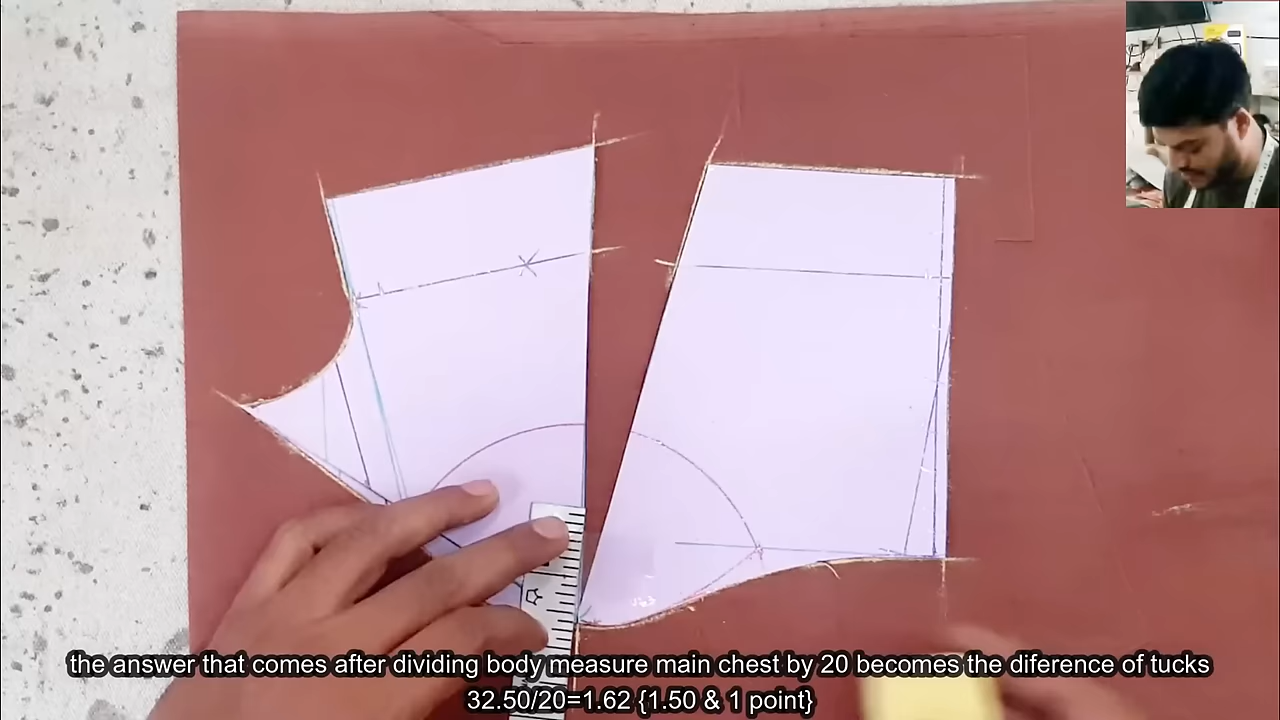 the answer that comes after dividing body measure main chest by 20 becomes the diference of tucks
32.50/20=1.62 {1.50 & 1 point}